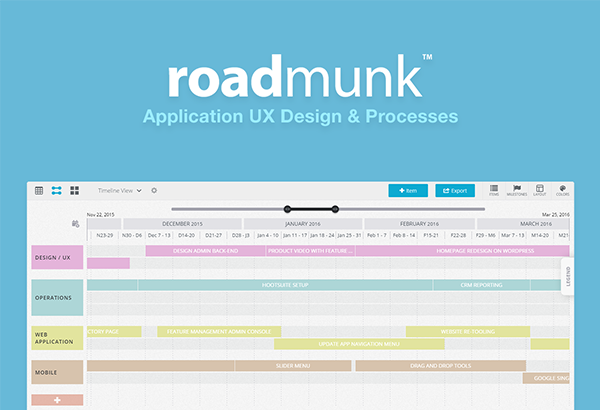 roadmunk™
Application UX Design & Processes
Timeline View
+ Item
Export
ITEMS
MILESTONES
LAYOUT
COLORS
Nov 22, 2015
Mar 25, 2016
DECEMBER 2015
JANUARY 2016
FEBRUARY 2016
MARCH 2016
N23-29
N30 - D6
Dec 7 - 13
D14-20
D21-27
D28 - J3
Jan 4 - 10
Jan 11 - 17
Jan 18 - 24
Jan 25 - 31
Feb 1 - 7
Feb 8 - 14
F15-21
F22-28
F29 - M6
Mar 7 - 13
M14-20
M21
DESIGN / UX
DESIGN ADMIN BACK-END
PRODUCT VIDEO WITH FEATURE ...
HOMEPAGE REDESIGN ON WORDPRESS
LEGEND
OPERATIONS
HOOTSUITE SETUP
CRM REPORTING
WEB
APPLICATION
CTORY PAGE
FEATURE MANAGEMENT ADMIN CONSOLE
WEBSITE RE-TOOLING
UPDATE APP NAVIGATION MENU
MOBILE
SLIDER MENU
DRAG AND DROP TOOLS
GOOGLE SING
+